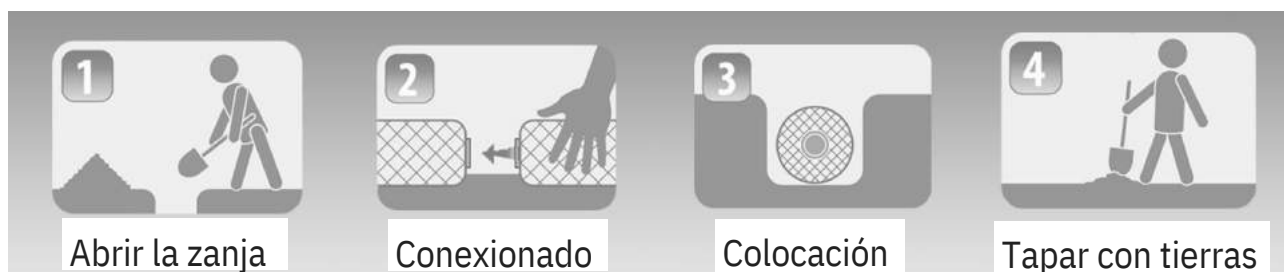 1
2
3
4
Abrir la zanja
Conexionado
Colocación
Tapar con tierras